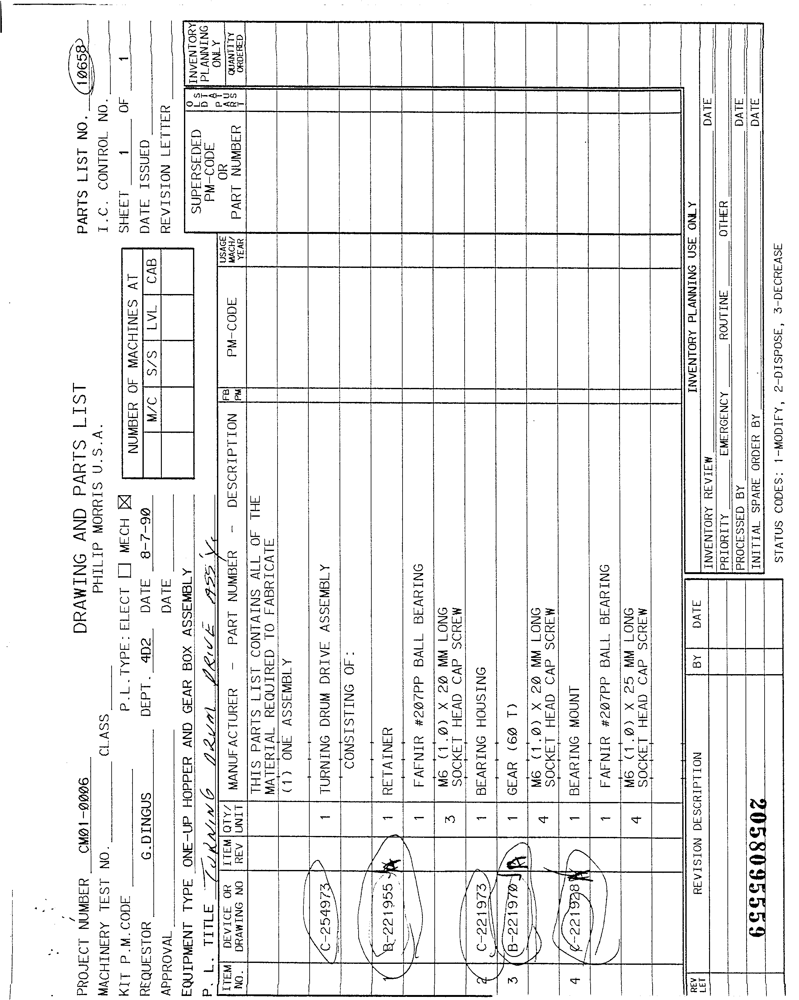 DRAWING AND PARTS LIST
PHILIP MORRIS U.S.A.
PARTS LIST NO. 10658
I.C. CONTROL NO.
SHEET 1 OF 1
DATE ISSUED
REVISION LETTER
PROJECT NUMBER CM01-0006
MACHINERY TEST NO. CLASS
KIT P.M.CODE P.L.TYPE: ELECT ☐ MECH ☒
REQUESTOR G.DINGUS DEPT. 4D2 DATE 8-7-90
APPROVAL DATE
EQUIPMENT TYPE ONE-UP HOPPER AND GEAR BOX ASSEMBLY
P. L. TITLE TURNING DRUM DRIVE ASS'Y.
NUMBER OF MACHINES AT
M/C S/S LVL CAB
ITEM NO. DEVICE OR DRAWING NO ITEM REV QTY/ UNIT MANUFACTURER - PART NUMBER - DESCRIPTION FB PM PM-CODE USAGE MACH/ YEAR SUPERSEDED PM-CODE OR PART NUMBER OLD PART STATUS INVENTORY PLANNING ONLY QUANTITY ORDERED
THIS PARTS LIST CONTAINS ALL OF THE
MATERIAL REQUIRED TO FABRICATE
(1) ONE ASSEMBLY
C-254973 1 TURNING DRUM DRIVE ASSEMBLY
CONSISTING OF:
1 B-221955 A 1 RETAINER
1 FAFNIR #207PP BALL BEARING
3 M6 (1.0) X 20 MM LONG
SOCKET HEAD CAP SCREW
2 C-221973 1 BEARING HOUSING
3 B-221970 A 1 GEAR (60 T)
4 M6 (1.0) X 20 MM LONG
SOCKET HEAD CAP SCREW
4 C-221928 A 1 BEARING MOUNT
1 FAFNIR #207PP BALL BEARING
4 M6 (1.0) X 25 MM LONG
SOCKET HEAD CAP SCREW
REV LET REVISION DESCRIPTION BY DATE
INVENTORY PLANNING USE ONLY
INVENTORY REVIEW DATE
PRIORITY EMERGENCY ROUTINE OTHER
PROCESSED BY DATE
INITIAL SPARE ORDER BY DATE
STATUS CODES: 1-MODIFY, 2-DISPOSE, 3-DECREASE
2058095559